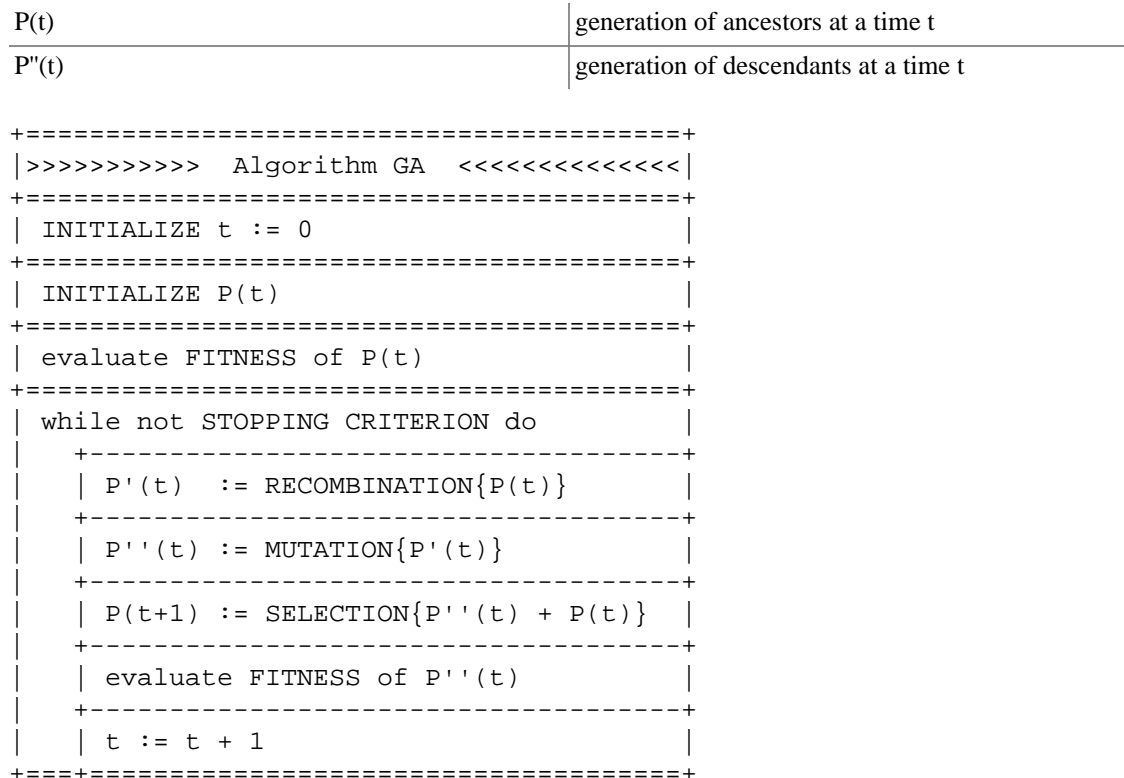 P(t) generation of ancestors at a time t
P''(t) generation of descendants at a time t
+=========================================+
|>>>>>>>>>>>  Algorithm GA  <<<<<<<<<<<<<<|
+=========================================+
| INITIALIZE t := 0                       |
+=========================================+
| INITIALIZE P(t)                         |
+=========================================+
| evaluate FITNESS of P(t)                |
+=========================================+
| while not STOPPING CRITERION do         |
|   +-------------------------------------+
|   | P'(t)  := RECOMBINATION{P(t)}       |
|   +-------------------------------------+
|   | P''(t) := MUTATION{P'(t)}           |
|   +-------------------------------------+
|   | P(t+1) := SELECTION{P''(t) + P(t)}  |
|   +-------------------------------------+
|   | evaluate FITNESS of P''(t)          |
|   +-------------------------------------+
|   | t := t + 1                          |
+===+=====================================+